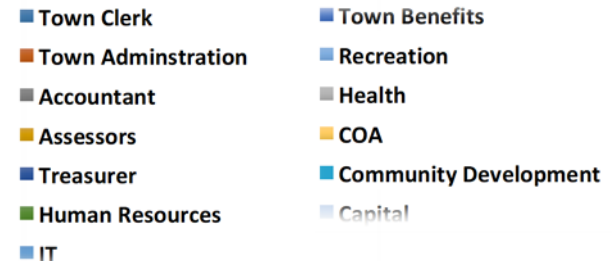 Town Clerk
Town Adminstration
Accountant
Assessors
Treasurer
Human Resources
IT
Town Benefits
Recreation
Health
COA
Community Development
Capital